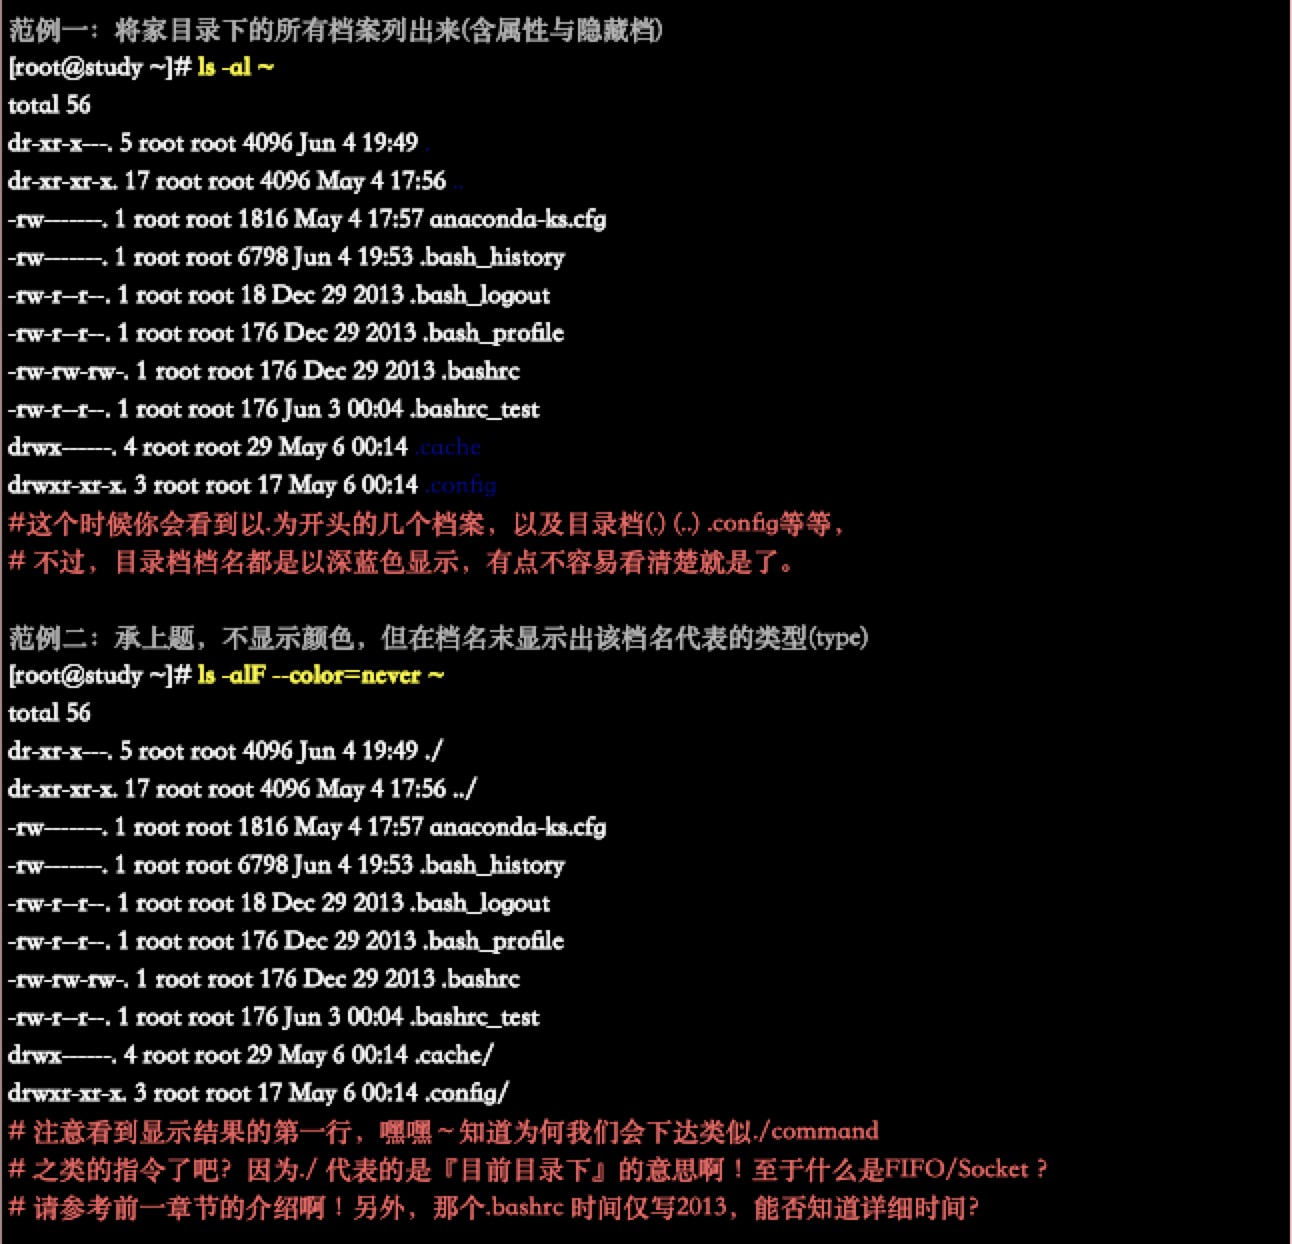 范例一：将家目录下的所有档案列出来(含属性与隐藏档)
[root@study ~]# ls -al ~
total 56
dr-xr-x---. 5 root root 4096 Jun 4 19:49 .
dr-xr-xr-x. 17 root root 4096 May 4 17:56 ..
-rw-------. 1 root root 1816 May 4 17:57 anaconda-ks.cfg
-rw-------. 1 root root 6798 Jun 4 19:53 .bash_history
-rw-r--r--. 1 root root 18 Dec 29 2013 .bash_logout
-rw-r--r--. 1 root root 176 Dec 29 2013 .bash_profile
-rw-rw-rw-. 1 root root 176 Dec 29 2013 .bashrc
-rw-r--r--. 1 root root 176 Jun 3 00:04 .bashrc_test
drwx------. 4 root root 29 May 6 00:14 .cache
drwxr-xr-x. 3 root root 17 May 6 00:14 .config
#这个时候你会看到以.为开头的几个档案，以及目录档(.) (..) .config等等，
# 不过，目录档档名都是以深蓝色显示，有点不容易看清楚就是了。
范例二：承上题，不显示颜色，但在档名末显示出该档名代表的类型(type)
[root@study ~]# ls -alF --color=never ~
total 56
dr-xr-x---. 5 root root 4096 Jun 4 19:49 ./
dr-xr-xr-x. 17 root root 4096 May 4 17:56 ../
-rw-------. 1 root root 1816 May 4 17:57 anaconda-ks.cfg
-rw-------. 1 root root 6798 Jun 4 19:53 .bash_history
-rw-r--r--. 1 root root 18 Dec 29 2013 .bash_logout
-rw-r--r--. 1 root root 176 Dec 29 2013 .bash_profile
-rw-rw-rw-. 1 root root 176 Dec 29 2013 .bashrc
-rw-r--r--. 1 root root 176 Jun 3 00:04 .bashrc_test
drwx------. 4 root root 29 May 6 00:14 .cache/
drwxr-xr-x. 3 root root 17 May 6 00:14 .config/
# 注意看到显示结果的第一行，嘿嘿～知道为何我们会下达类似./command
# 之类的指令了吧？因为./ 代表的是『目前目录下』的意思啊！至于什么是FIFO/Socket？
# 请参考前一章节的介绍啊！另外，那个.bashrc 时间仅写2013，能否知道详细时间？